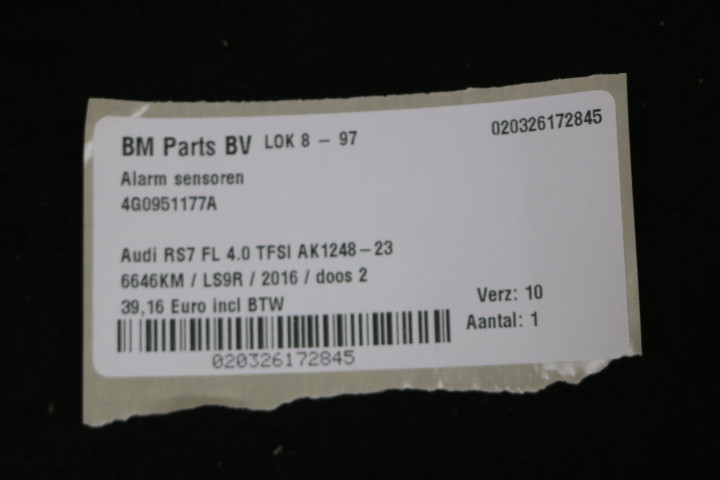 BM Parts BV LOK 8 - 97 020326172845
Alarm sensoren
4G0951177A
Audi RS7 FL 4.0 TFSI AK1248-23
6646KM / LS9R / 2016 / doos 2
39,16 Euro incl BTW Verz: 10
Aantal: 1
020326172845